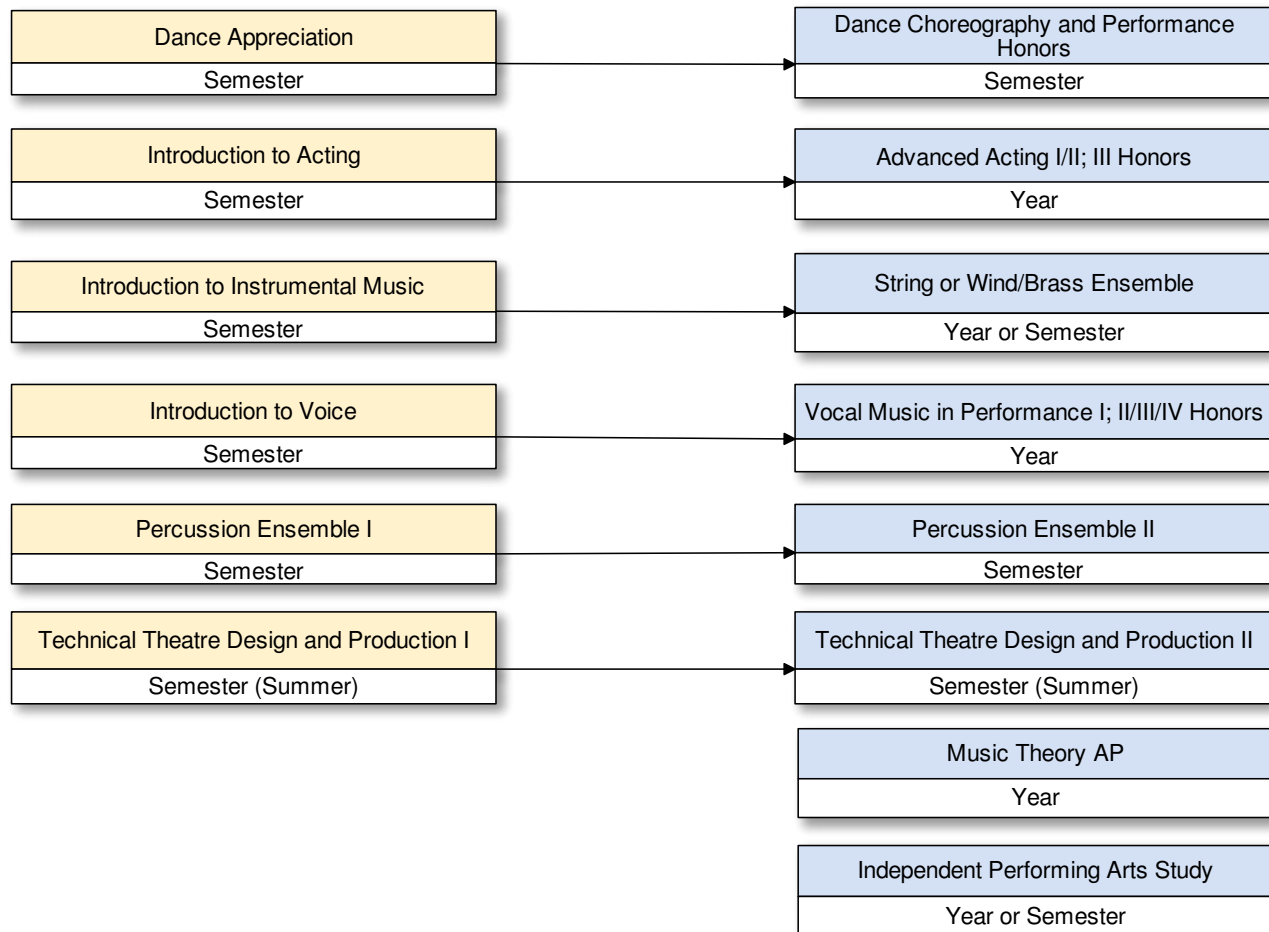 Dance Appreciation
Semester
Dance Choreography and Performance
Honors
Semester
Introduction to Acting
Semester
Advanced Acting I/II; III Honors
Year
Introduction to Instrumental Music
Semester
String or Wind/Brass Ensemble
Year or Semester
Introduction to Voice
Semester
Vocal Music in Performance I; II/III/IV Honors
Year
Percussion Ensemble I
Semester
Percussion Ensemble II
Semester
Technical Theatre Design and Production I
Semester (Summer)
Technical Theatre Design and Production II
Semester (Summer)
Music Theory AP
Year
Independent Performing Arts Study
Year or Semester